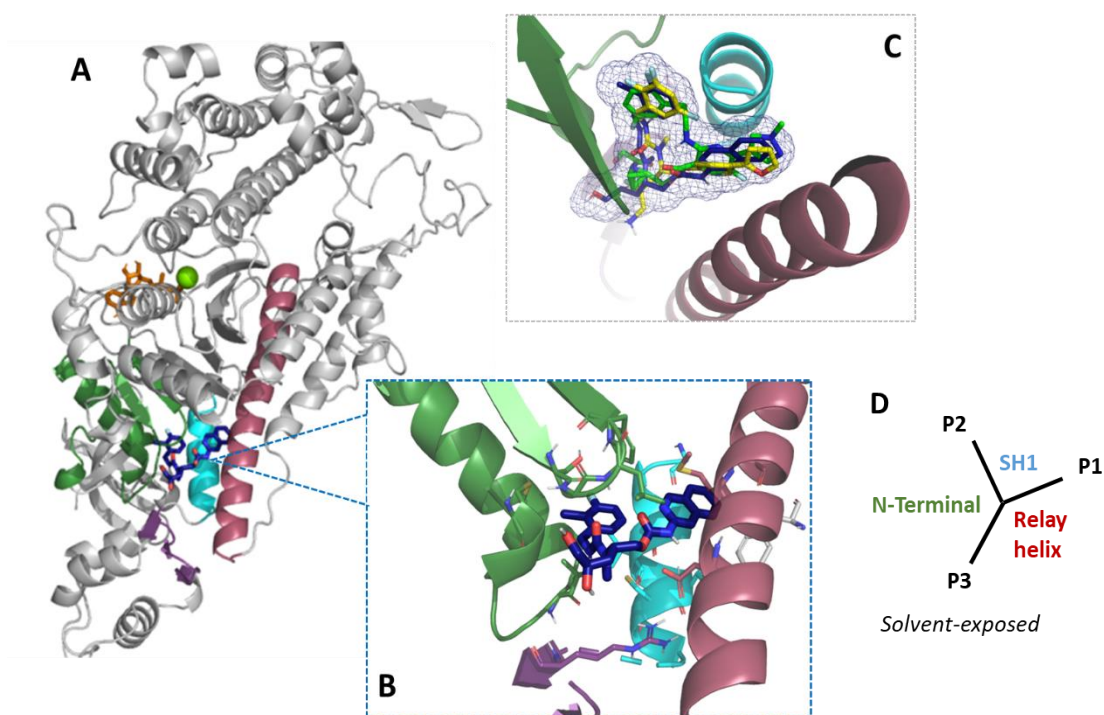 A
C
B
D
P2
SH1
P1
N-Terminal
Relay
helix
P3
Solvent-exposed